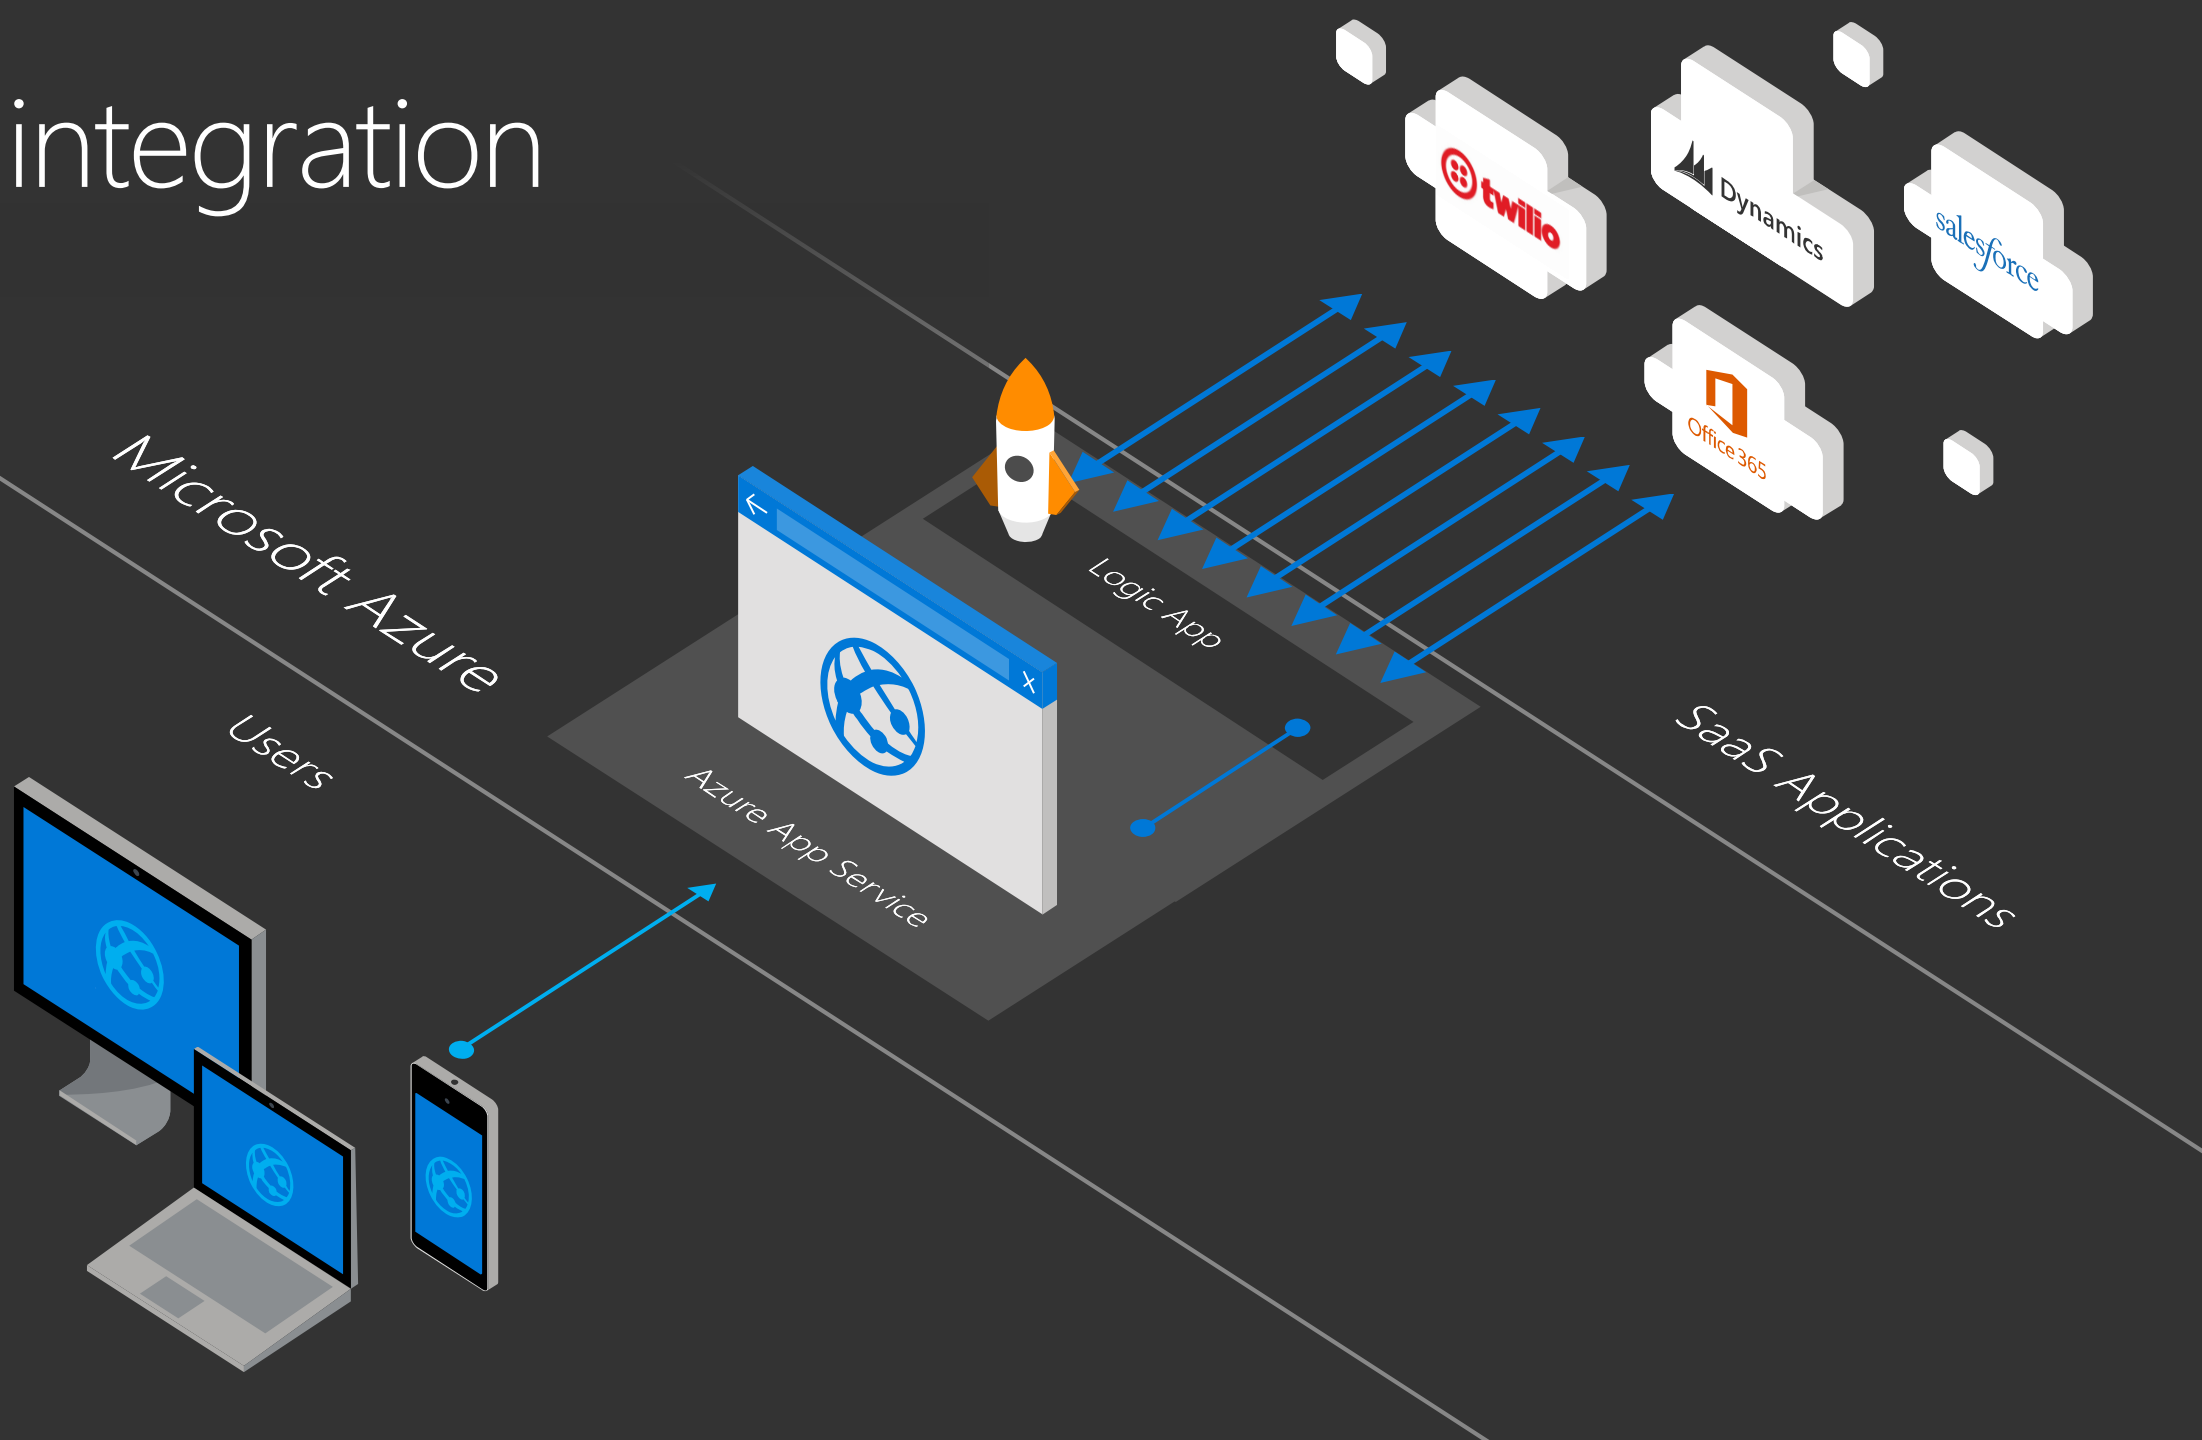 integration
twilio
Dynamics
salesforce
Office 365
Microsoft Azure
Users
Logic App
Azure App Service
SaaS Applications